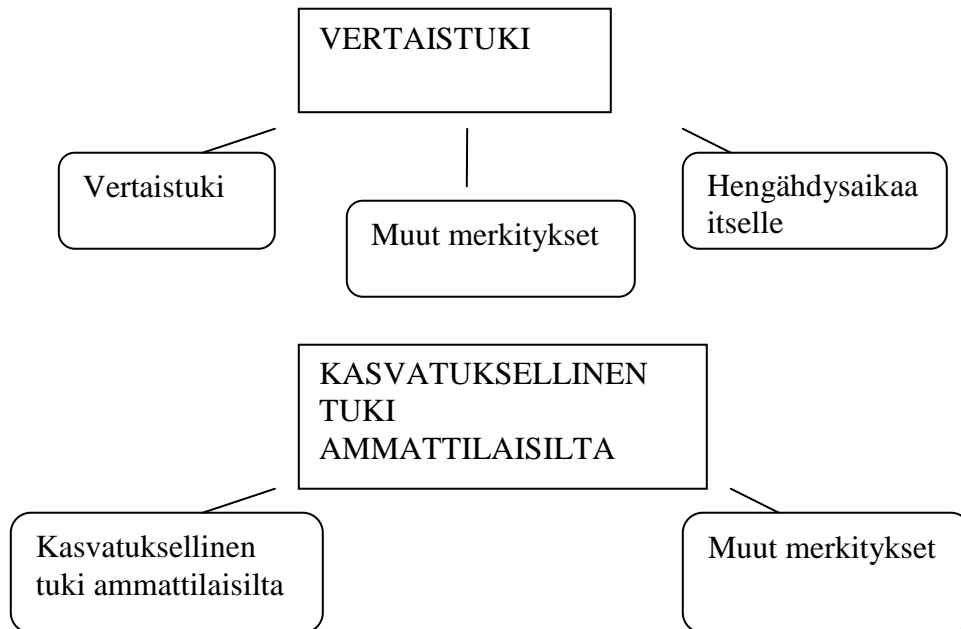 VERTAISTUKI
Vertaistuki
Muut merkitykset
Hengähdysaikaa
itselle
KASVATUKSELLINEN
TUKI
AMMATTILAISILTA
Kasvatuksellinen
tuki ammattilaisilta
Muut merkitykset